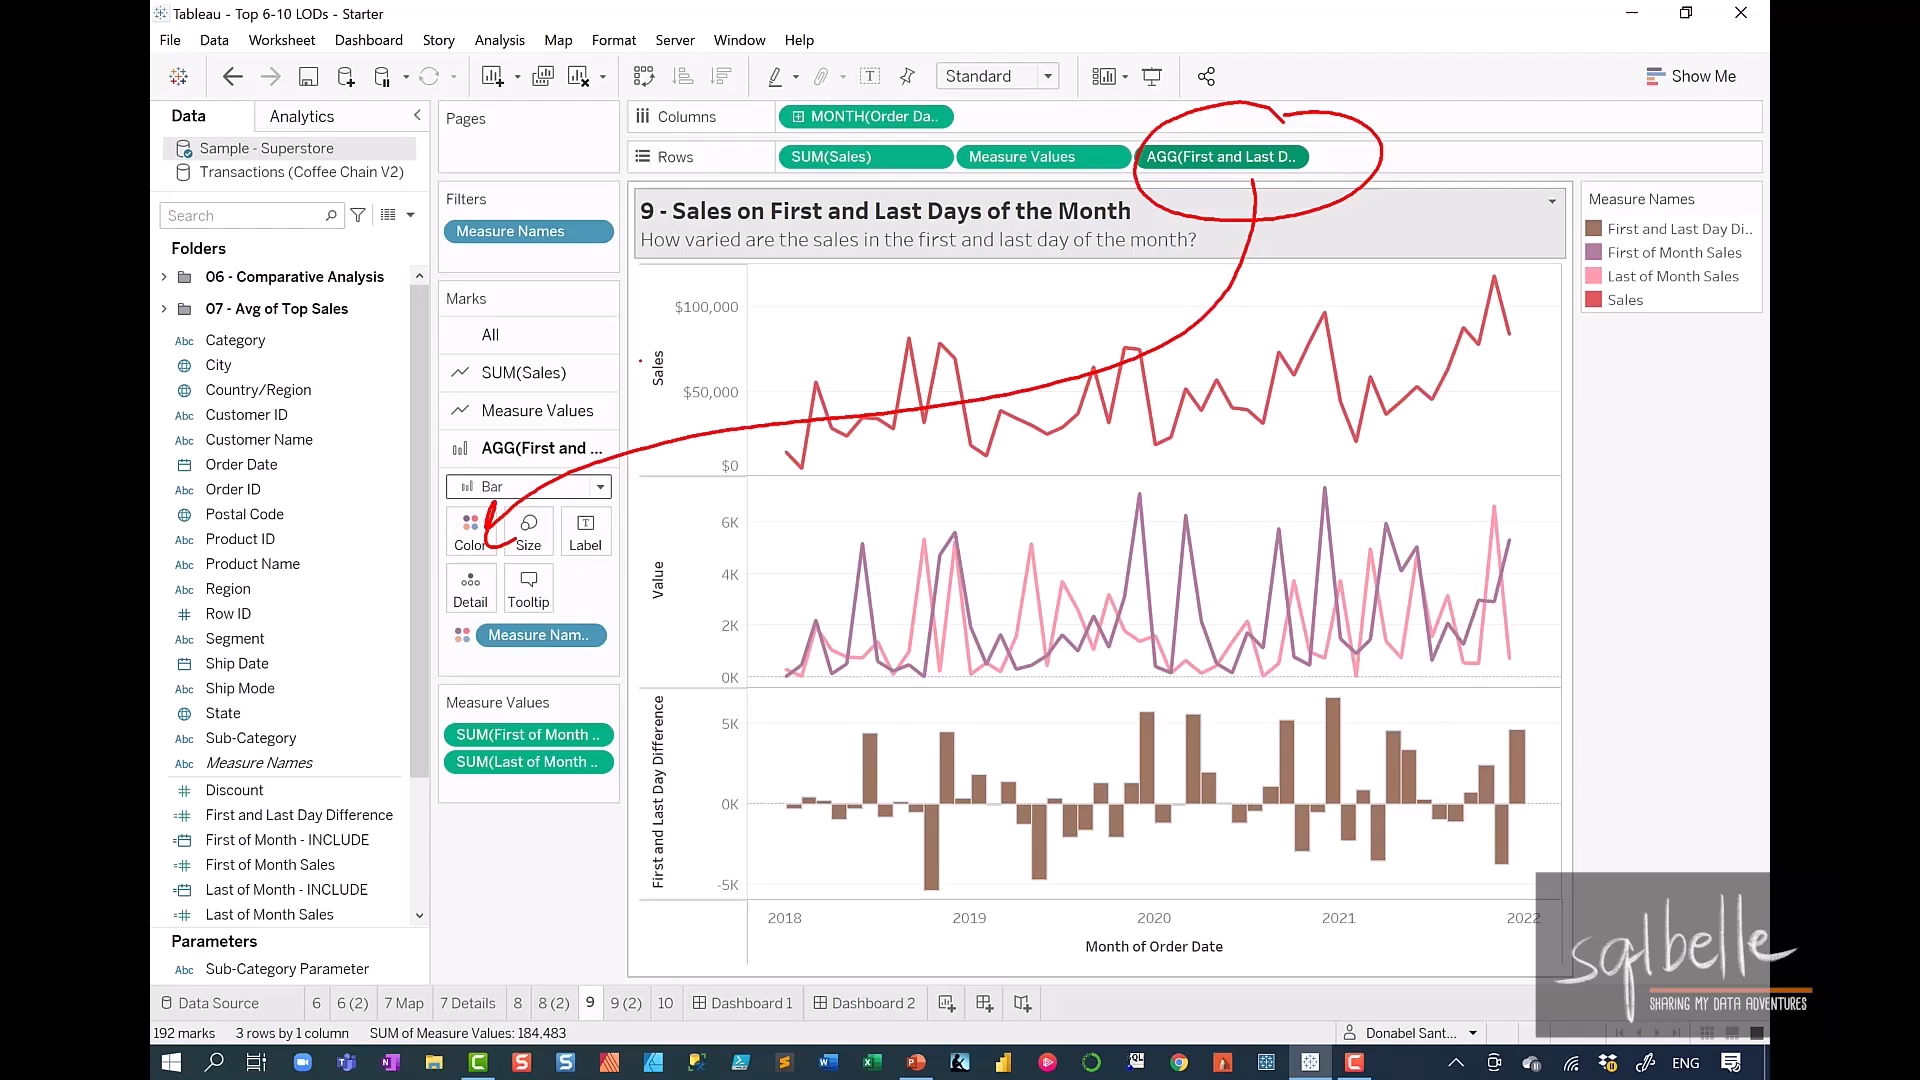 Tableau - Top 6-10 LODs - Starter
File Data Worksheet Dashboard Story Analysis Map Format Server Window Help
Standard
Show Me
Data Analytics
Sample - Superstore
Transactions (Coffee Chain V2)
Search
Folders
06 - Comparative Analysis
07 - Avg of Top Sales
Abc Category
City
Country/Region
Abc Customer ID
Abc Customer Name
Order Date
Abc Order ID
Postal Code
Abc Product ID
Abc Product Name
Abc Region
# Row ID
Abc Segment
Ship Date
Abc Ship Mode
State
Abc Sub-Category
Abc Measure Names
# Discount
=# First and Last Day Difference
First of Month - INCLUDE
=# First of Month Sales
Last of Month - INCLUDE
=# Last of Month Sales
Parameters
Abc Sub-Category Parameter
Pages
Filters
Measure Names
Marks
All
SUM(Sales)
Measure Values
AGG(First and ...
Bar
Color Size Label
Detail Tooltip
Measure Nam..
Measure Values
SUM(First of Month ..
SUM(Last of Month ..
Columns MONTH(Order Da..
Rows SUM(Sales) Measure Values AGG(First and Last D..
9 - Sales on First and Last Days of the Month
How varied are the sales in the first and last day of the month?
Sales
$100,000
$50,000
$0
Value
6K
4K
2K
0K
First and Last Day Difference
5K
0K
-5K
2018 2019 2020 2021 2022
Month of Order Date
Measure Names
First and Last Day Di..
First of Month Sales
Last of Month Sales
Sales
sqlbelle
SHARING MY DATA ADVENTURES
Data Source 6 6 (2) 7 Map 7 Details 8 8 (2) 9 9 (2) 10 Dashboard 1 Dashboard 2
192 marks 3 rows by 1 column SUM of Measure Values: 184,483
Donabel Sant...
ENG